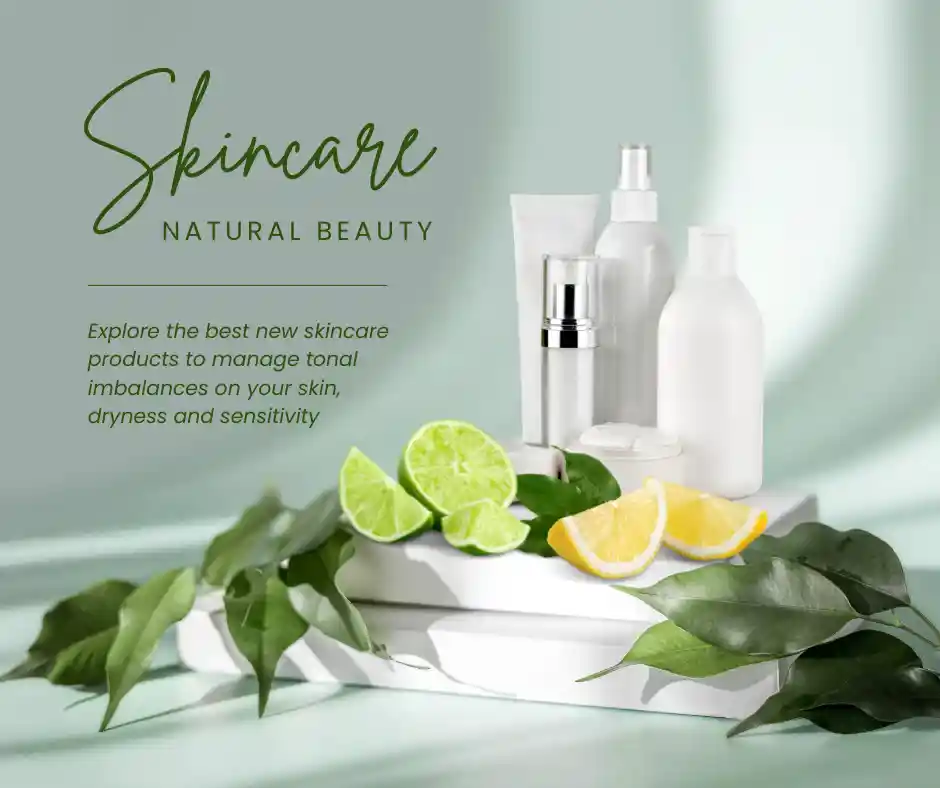 Skincare
NATURAL BEAUTY
Explore the best new skincare
products to manage tonal
imbalances on your skin,
dryness and sensitivity